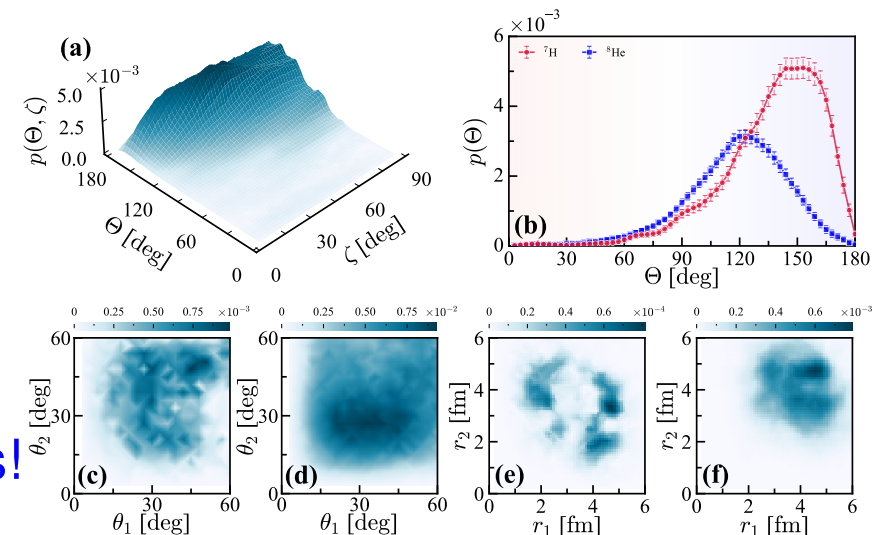 (a)
×10⁻³
5.0
2.5
0.0
p(Θ, ζ)
180
120
60
0
Θ [deg]
0
30
60
90
ζ [deg]
×10⁻³
6
4
2
0
p(Θ)
⁷H
⁸He
(b)
0 30 60 90 120 150 180
Θ [deg]
0 0.25 0.50 0.75 ×10⁻³
60
30
0
θ₂ [deg]
(c)
0 30 60
θ₁ [deg]
0 0.25 0.50 0.75 ×10⁻²
60
30
0
θ₂ [deg]
(d)
0 30 60
θ₁ [deg]
0 0.2 0.4 0.6 ×10⁻⁴
6
4
2
0
r₂ [fm]
(e)
0 2 4 6
r₁ [fm]
0 0.2 0.4 0.6 ×10⁻³
6
4
2
0
r₂ [fm]
(f)
0 2 4 6
r₁ [fm]
s!